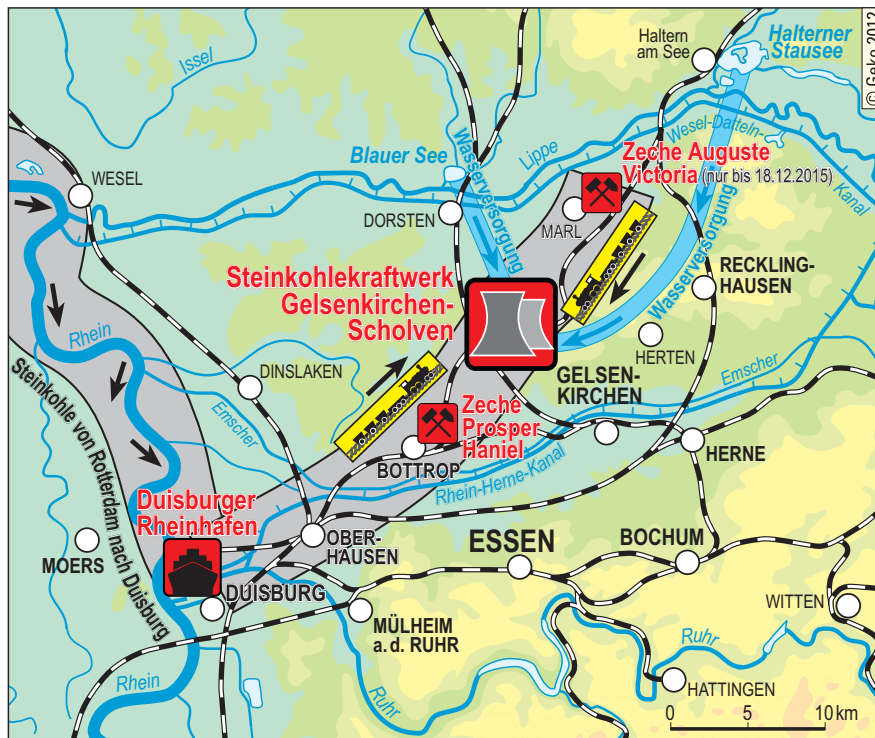 Haltern
am See
Halterner
Stausee
© Geko 2012
Issel
Wesel-Datteln-
Kanal
Lippe
Blauer See
Wasserversorgung
Zeche Auguste
Victoria (nur bis 18.12.2015)
WESEL
DORSTEN
MARL
Wasserversorgung
Steinkohlekraftwerk
Gelsenkirchen-
Scholven
RECKLING-
HAUSEN
Rhein
HERTEN
DINSLAKEN
GELSEN-
KIRCHEN
Emscher
Emscher
Zeche
Prosper
Haniel
BOTTROP
HERNE
Rhein-Herne-Kanal
Steinkohle von Rotterdam nach Duisburg
Duisburger
Rheinhafen
OBER-
HAUSEN
ESSEN
BOCHUM
MOERS
DUISBURG
WITTEN
MÜLHEIM
a. d. RUHR
Ruhr
Rhein
Ruhr
HATTINGEN
0 5 10 km